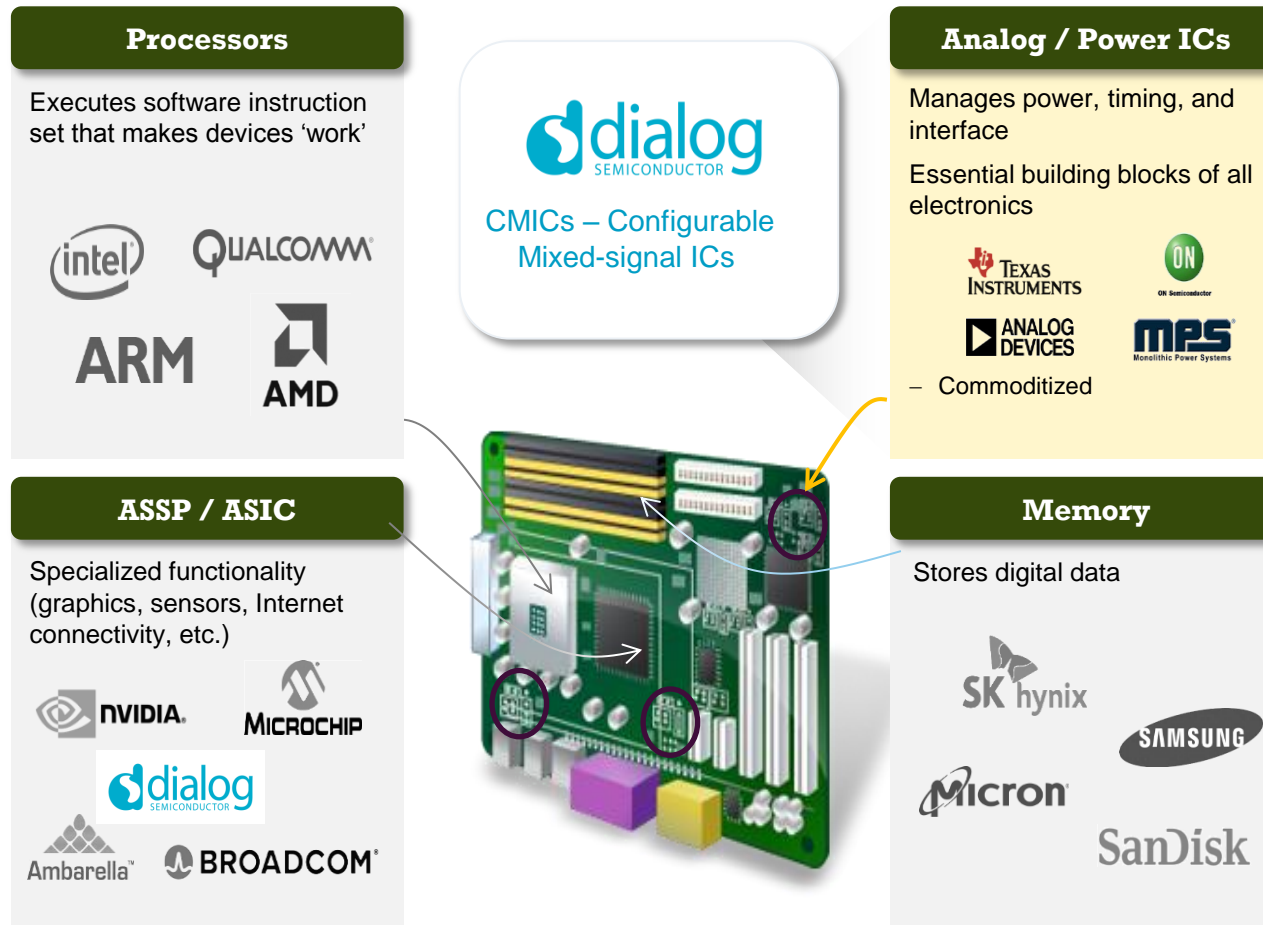 Processors
Executes software instruction
set that makes devices ‘work’
intel
QUALCOMM®
ARM
AMD
dialog
SEMICONDUCTOR
CMICs – Configurable
Mixed-signal ICs
Analog / Power ICs
Manages power, timing, and
interface
Essential building blocks of all
electronics
TEXAS
INSTRUMENTS
ON
ON Semiconductor
ANALOG
DEVICES
MPS®
Monolithic Power Systems
– Commoditized
ASSP / ASIC
Specialized functionality
(graphics, sensors, Internet
connectivity, etc.)
NVIDIA.
MICROCHIP
dialog
SEMICONDUCTOR
Ambarella™
BROADCOM®
Memory
Stores digital data
SK hynix
SAMSUNG
Micron
SanDisk